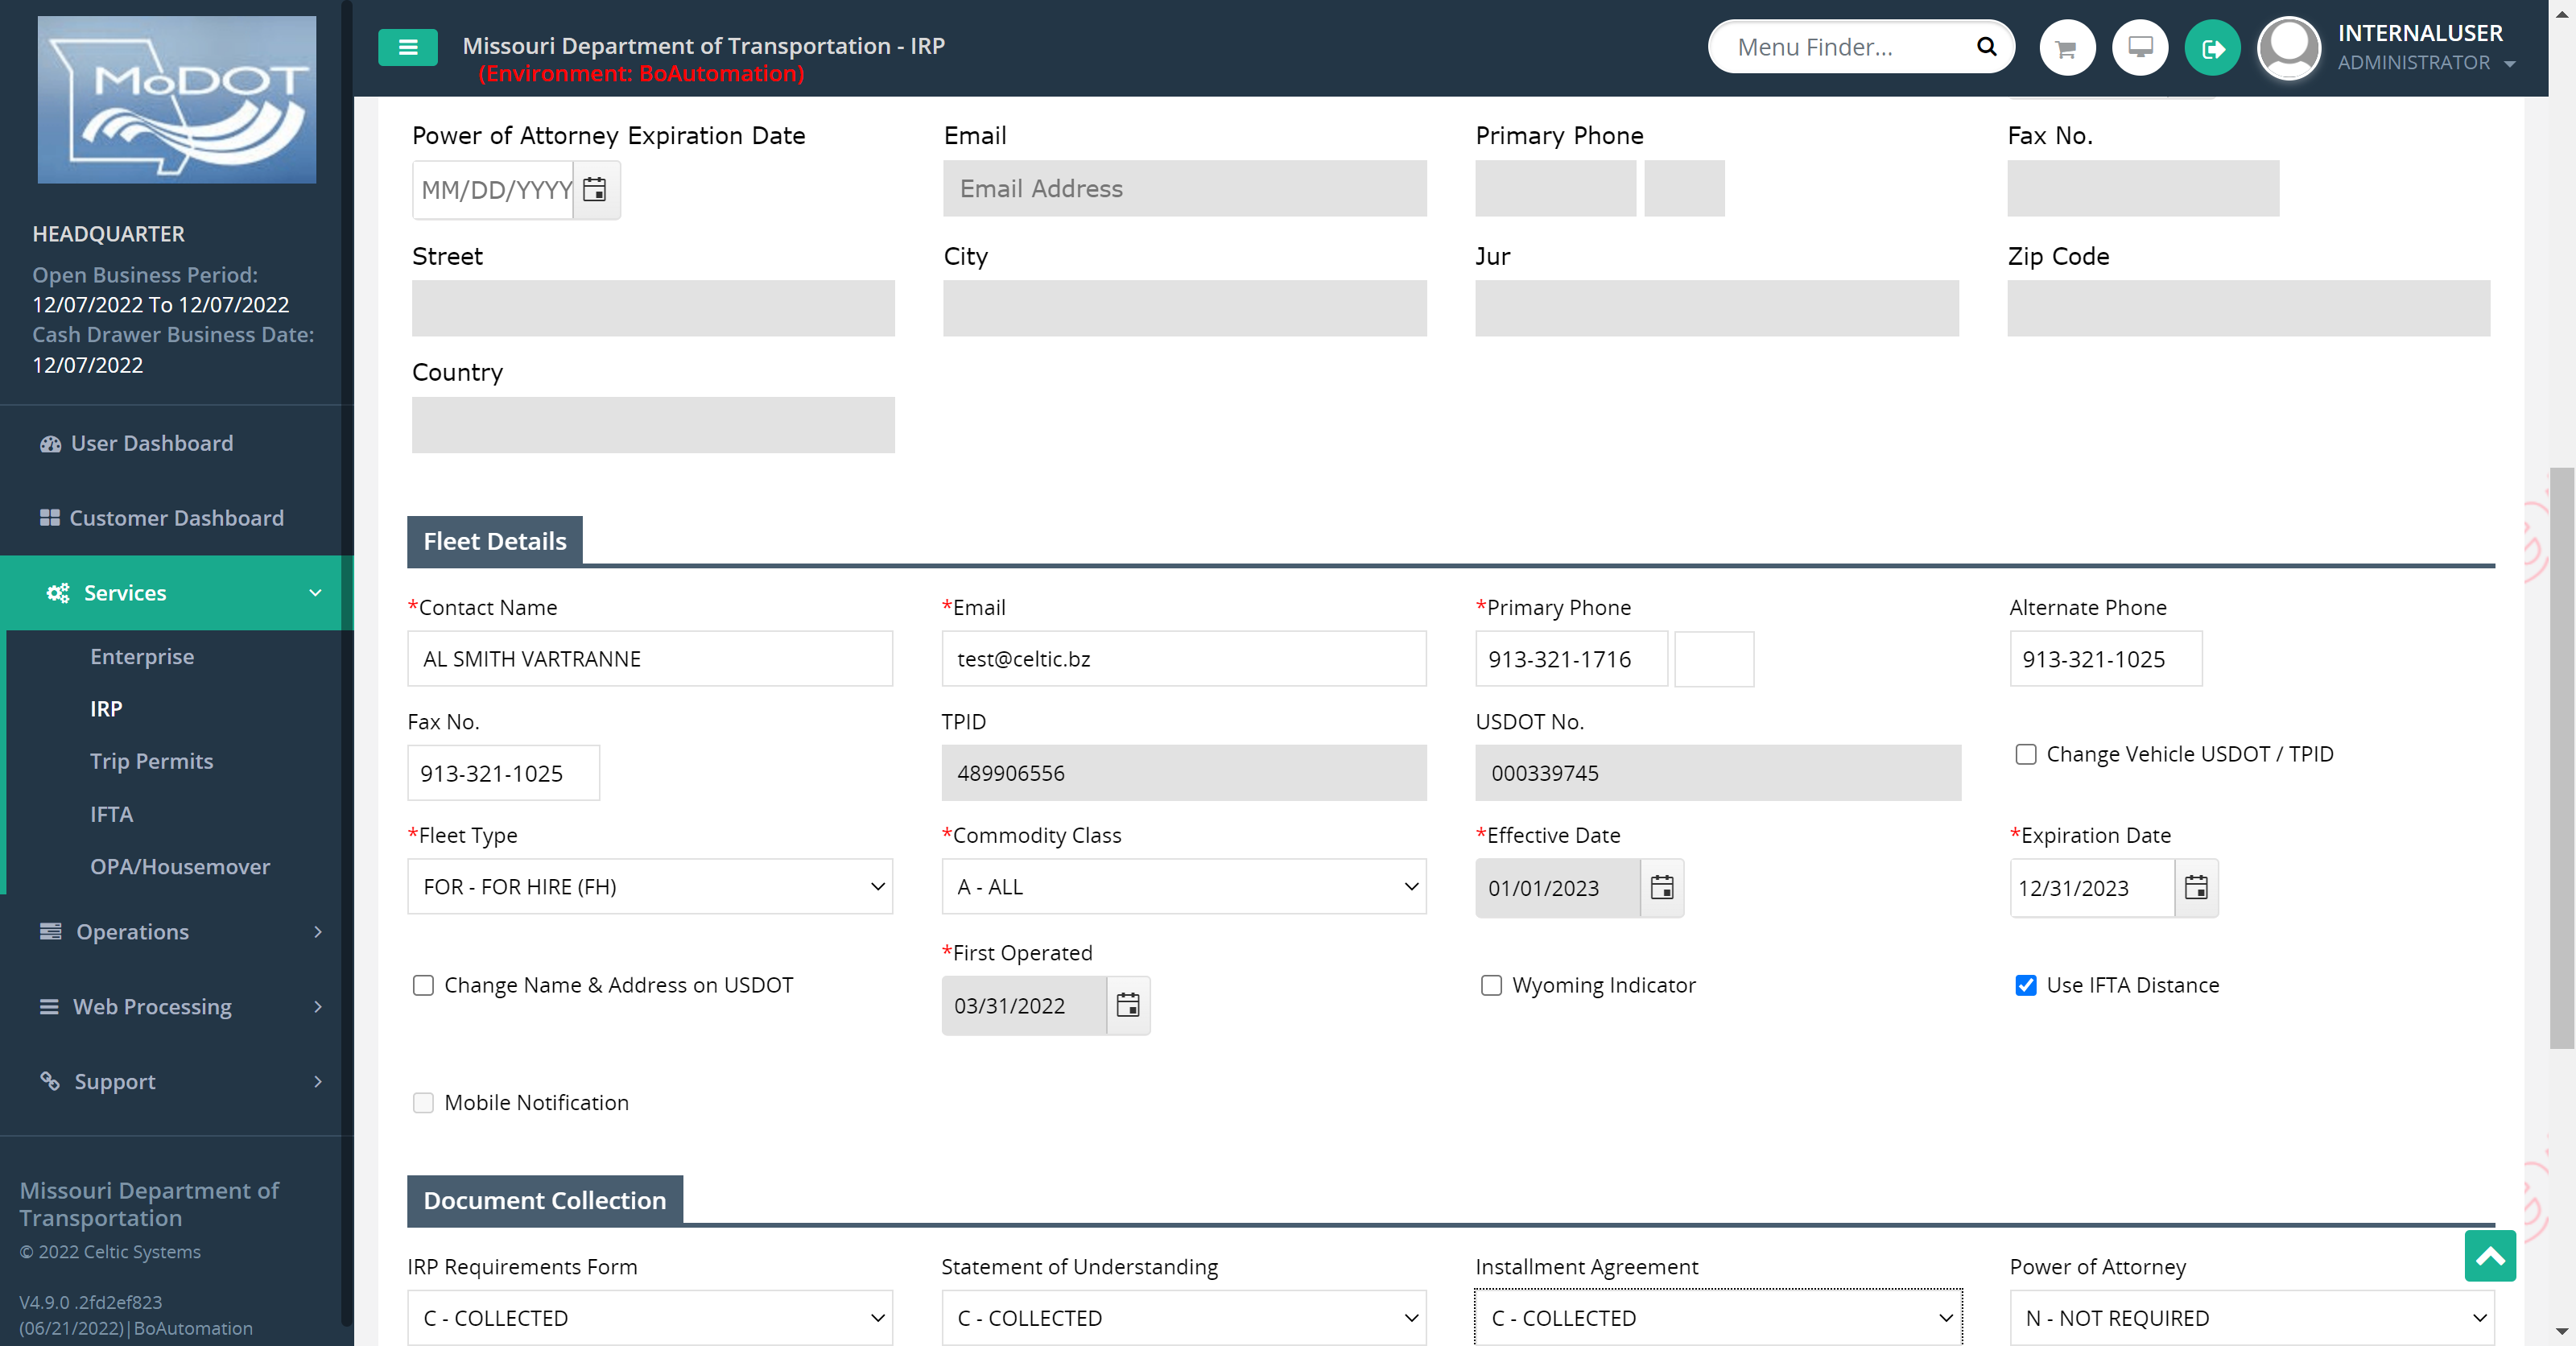 MoDOT
Missouri Department of Transportation - IRP
(Environment: BoAutomation)
Menu Finder...
INTERNALUSER
ADMINISTRATOR
HEADQUARTER
Open Business Period:
12/07/2022 To 12/07/2022
Cash Drawer Business Date:
12/07/2022
User Dashboard
Customer Dashboard
Services
Enterprise
IRP
Trip Permits
IFTA
OPA/Housemover
Operations
Web Processing
Support
Missouri Department of
Transportation
© 2022 Celtic Systems
V4.9.0 .2fd2ef823
(06/21/2022)|BoAutomation
Power of Attorney Expiration Date Email Primary Phone Fax No.
MM/DD/YYYY Email Address
Street City Jur Zip Code
Country
Fleet Details
*Contact Name *Email *Primary Phone Alternate Phone
AL SMITH VARTRANNE test@celtic.bz 913-321-1716 913-321-1025
Fax No. TPID USDOT No.
913-321-1025 489906556 000339745 Change Vehicle USDOT / TPID
*Fleet Type *Commodity Class *Effective Date *Expiration Date
FOR - FOR HIRE (FH) A - ALL 01/01/2023 12/31/2023
*First Operated
Change Name & Address on USDOT 03/31/2022 Wyoming Indicator Use IFTA Distance
Mobile Notification
Document Collection
IRP Requirements Form Statement of Understanding Installment Agreement Power of Attorney
C - COLLECTED C - COLLECTED C - COLLECTED N - NOT REQUIRED